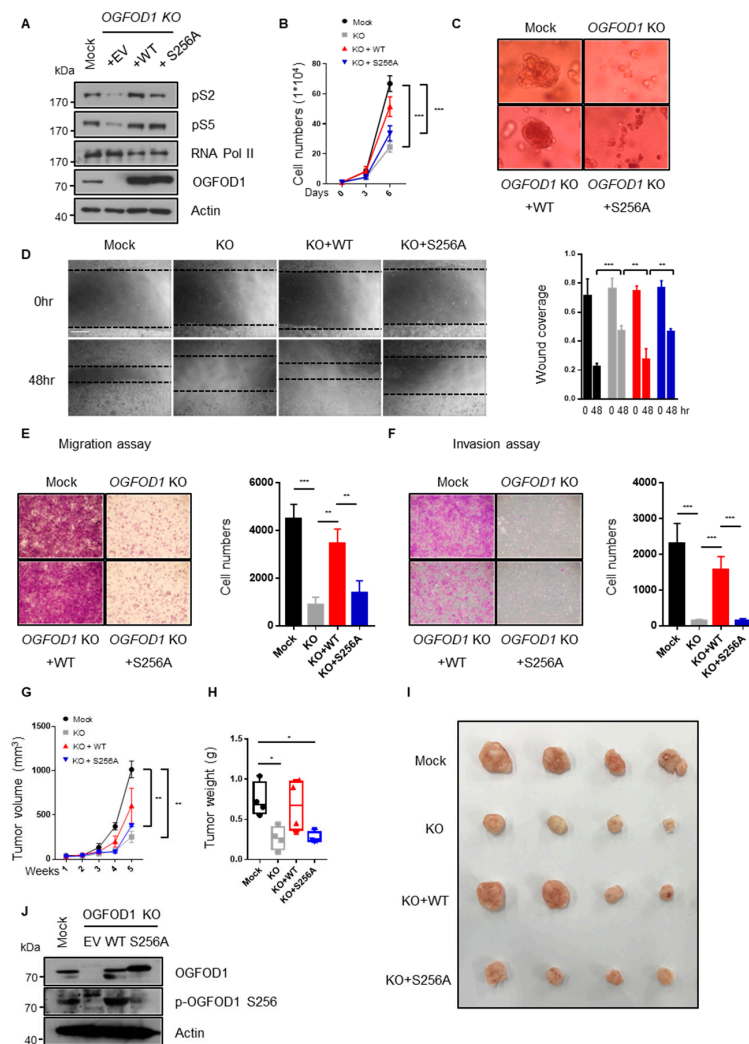 A
OGFOD1 KO
Mock
+EV
+WT
+ S256A
kDa
170
pS2
170
pS5
170
RNA Pol II
70
OGFOD1
40
Actin
B
Mock
KO
KO + WT
KO + S256A
Cell numbers (1*10⁴)
80
60
40
20
0
Days
0
3
6
***
***
C
Mock
OGFOD1 KO
OGFOD1 KO
+WT
OGFOD1 KO
+S256A
D
Mock
KO
KO+WT
KO+S256A
0hr
48hr
Wound coverage
0.8
0.6
0.4
0.2
0.0
***
**
**
0 48 0 48 0 48 0 48 hr
E
Migration assay
Mock
OGFOD1 KO
OGFOD1 KO
+WT
OGFOD1 KO
+S256A
Cell numbers
6000
4000
2000
0
***
**
**
Mock
KO
KO+WT
KO+S256A
F
Invasion assay
Mock
OGFOD1 KO
OGFOD1 KO
+WT
OGFOD1 KO
+S256A
Cell numbers
4000
3000
2000
1000
0
***
***
***
Mock
KO
KO+WT
KO+S256A
G
Mock
KO
KO + WT
KO + S256A
Tumor volume (mm³)
1500
1000
500
0
Weeks
1
2
3
4
5
**
**
H
Tumor weight (g)
1.5
1.0
0.5
0.0
*
*
Mock
KO
KO+WT
KO+S256A
I
Mock
KO
KO+WT
KO+S256A
J
OGFOD1 KO
Mock
EV WT S256A
kDa
70
OGFOD1
70
p-OGFOD1 S256
40
Actin